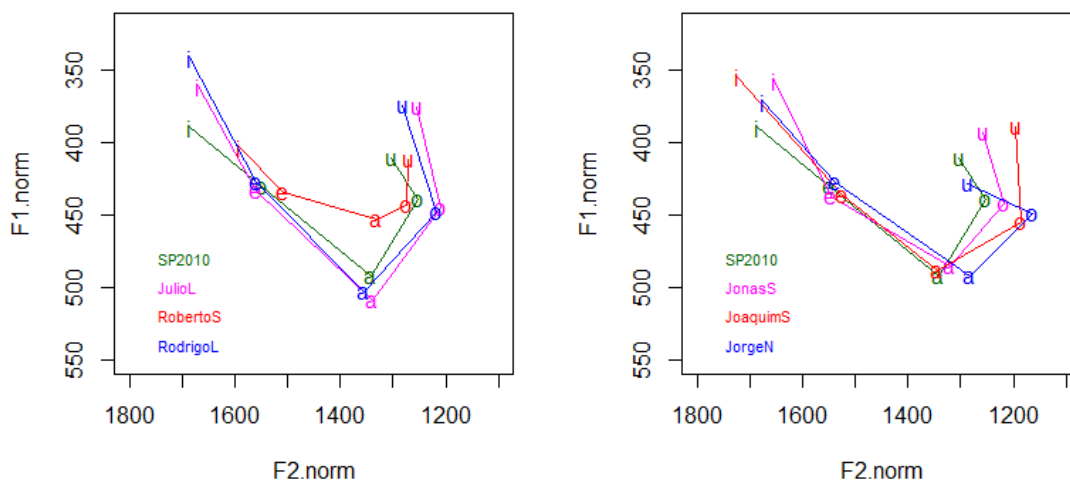 350
400
450
500
550
F1.norm
1800
1600
1400
1200
F2.norm
i
i
i
i
e
e
e
e
a
a
a
a
o
o
o
o
u
u
u
u
SP2010
JulioL
RobertoS
RodrigoL
350
400
450
500
550
F1.norm
1800
1600
1400
1200
F2.norm
i
i
i
i
e
e
e
e
a
a
a
a
o
o
o
o
u
u
u
u
SP2010
JonasS
JoaquimS
JorgeN